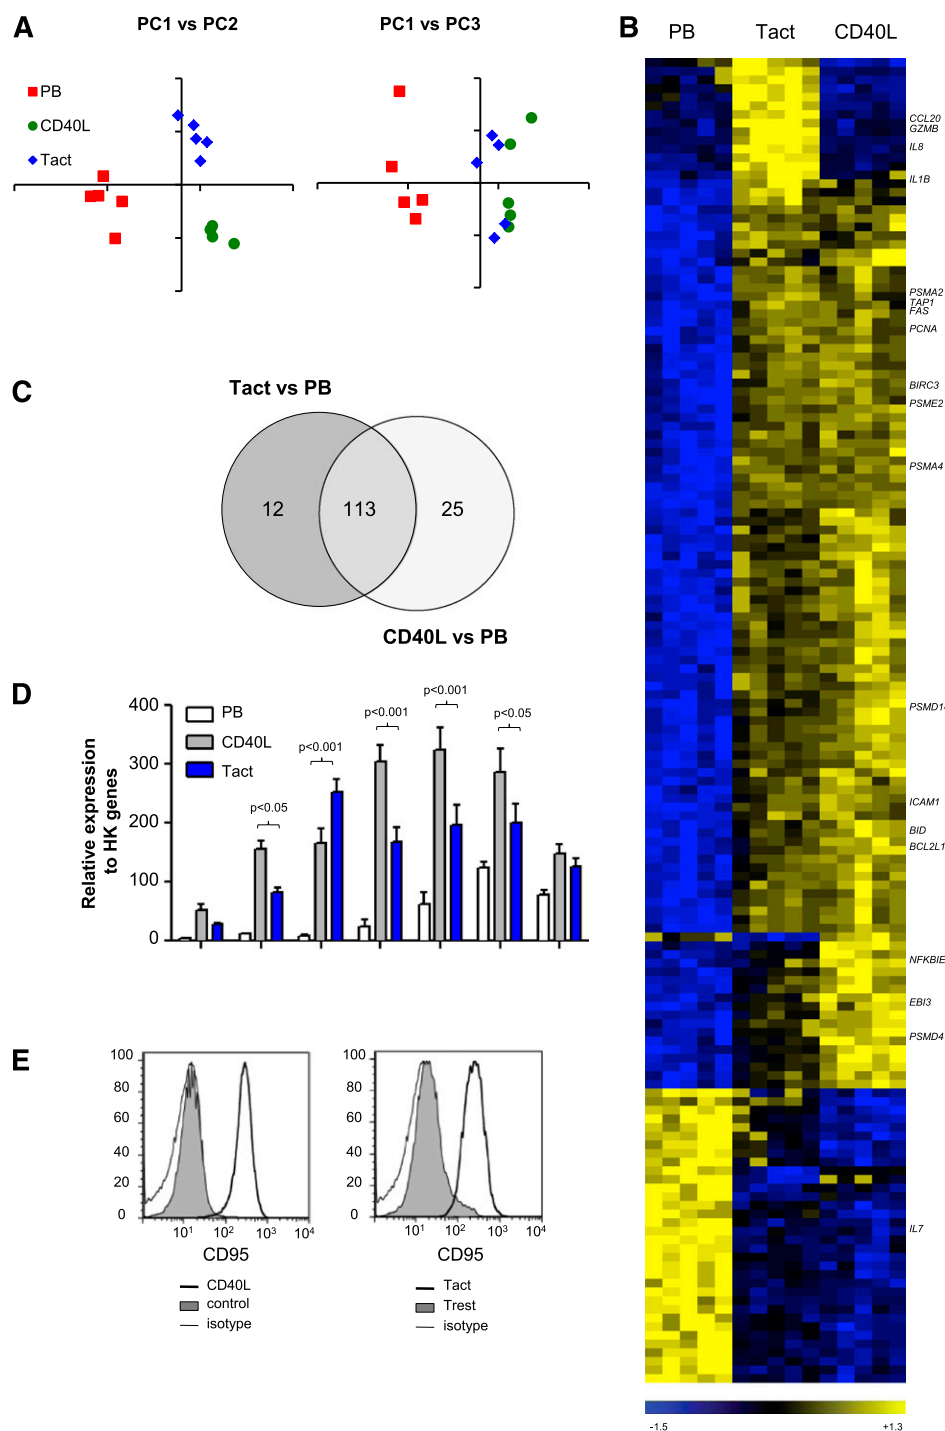 A
PC1 vs PC2
PC1 vs PC3
PB
CD40L
Tact
B
PB Tact CD40L
CCL20
GZMB
IL8
IL1B
PSMA2
TAP1
FAS
PCNA
BIRC3
PSME2
PSMA4
ICAM1
BID
BCL2L1
NFKBIE
EBI3
PSMD4
IL7
-1.5 +1.3
C
Tact vs PB
12 113 25
CD40L vs PB
D
Relative expression
to HK genes
400
300
200
100
0
PB
CD40L
Tact
p<0.05
p<0.001
p<0.001
p<0.001
p<0.05
E
100
80
60
40
20
0
10¹ 10² 10³ 10⁴
CD95
CD40L
control
isotype
100
80
60
40
20
0
10¹ 10² 10³ 10⁴
CD95
Tact
Trest
isotype